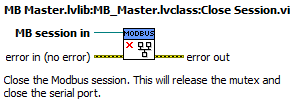 MB Master.lvlib:MB_Master.lvclass:Close Session.vi
MB session in
MODBUS
error in (no error)
error out
Close the Modbus session. This will release the mutex and
close the serial port.